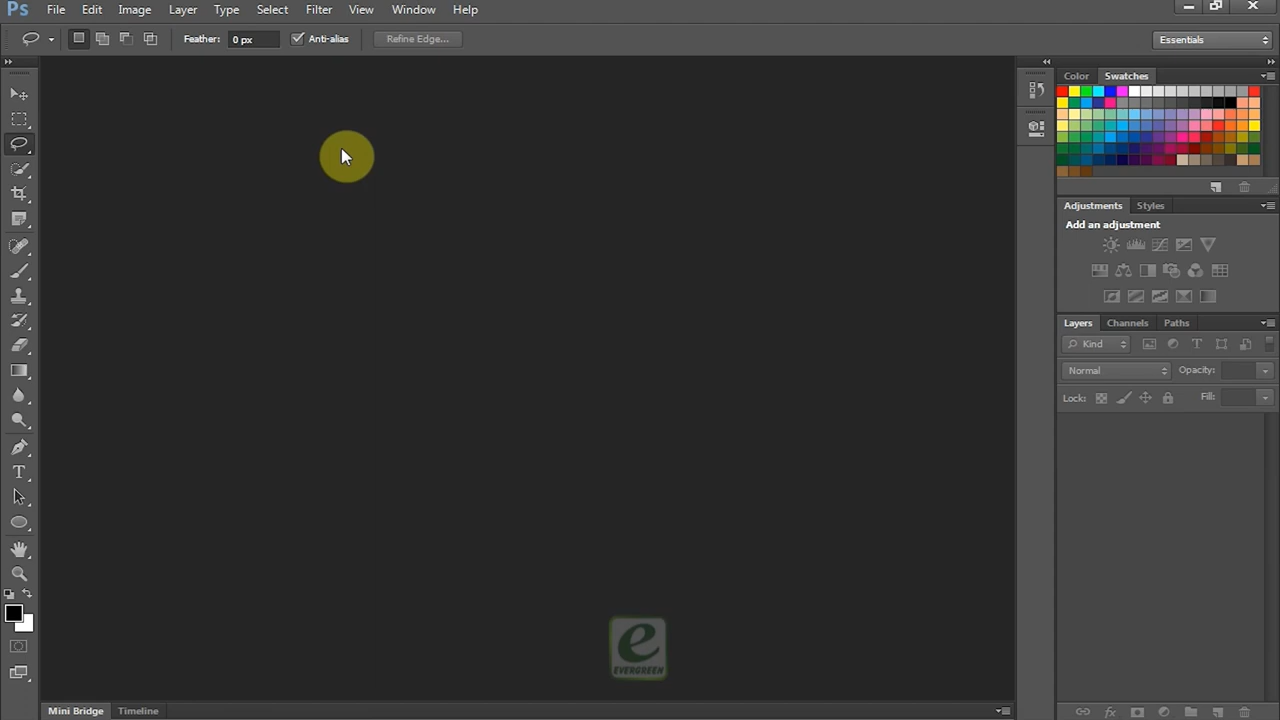 Ps File Edit Image Layer Type Select Filter View Window Help
Feather: 0 px Anti-alias Refine Edge... Essentials
Color Swatches
Adjustments Styles
Add an adjustment
Layers Channels Paths
Kind
Normal Opacity:
Lock: Fill:
e
EVERGREEN
Mini Bridge Timeline